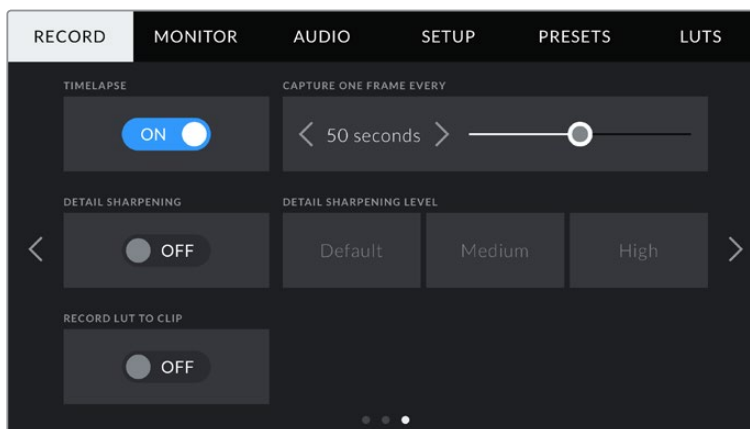 RECORD MONITOR AUDIO SETUP PRESETS LUTS
TIMELAPSE CAPTURE ONE FRAME EVERY
ON 50 seconds
DETAIL SHARPENING DETAIL SHARPENING LEVEL
OFF Default Medium High
RECORD LUT TO CLIP
OFF